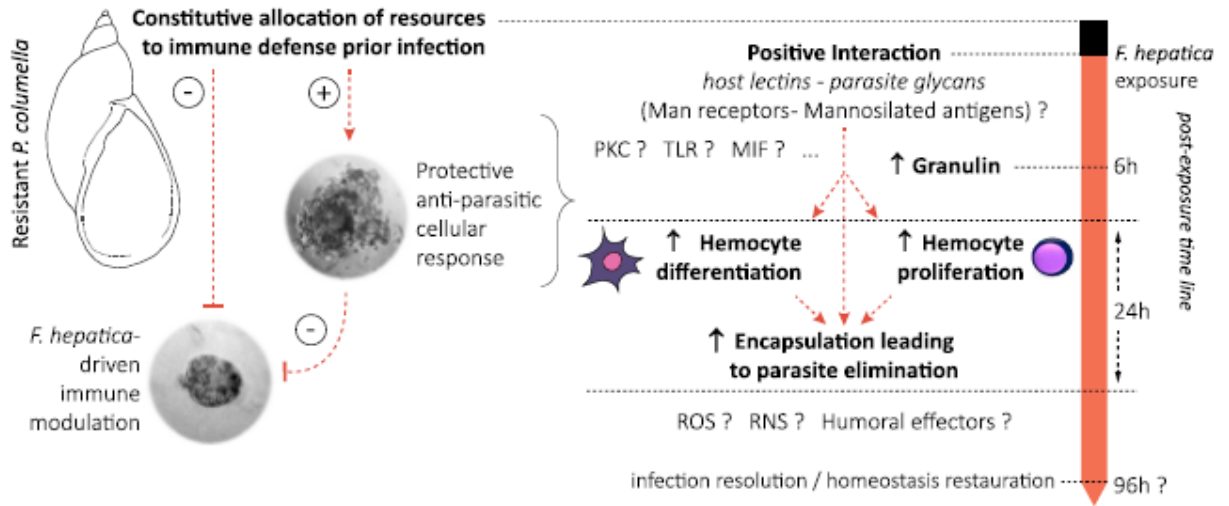 Constitutive allocation of resources
to immune defense prior infection
Resistant P. columella
-
+
Protective
anti-parasitic
cellular
response
-
F. hepatica-
driven
immune
modulation
Positive Interaction
host lectins - parasite glycans
(Man receptors- Mannosilated antigens) ?
PKC ? TLR ? MIF ? ...
↑ Granulin
↑ Hemocyte
differentiation
↑ Hemocyte
proliferation
↑ Encapsulation leading
to parasite elimination
ROS ? RNS ? Humoral effectors ?
infection resolution / homeostasis restauration
F. hepatica
exposure
6h
24h
96h ?
post-exposure time line